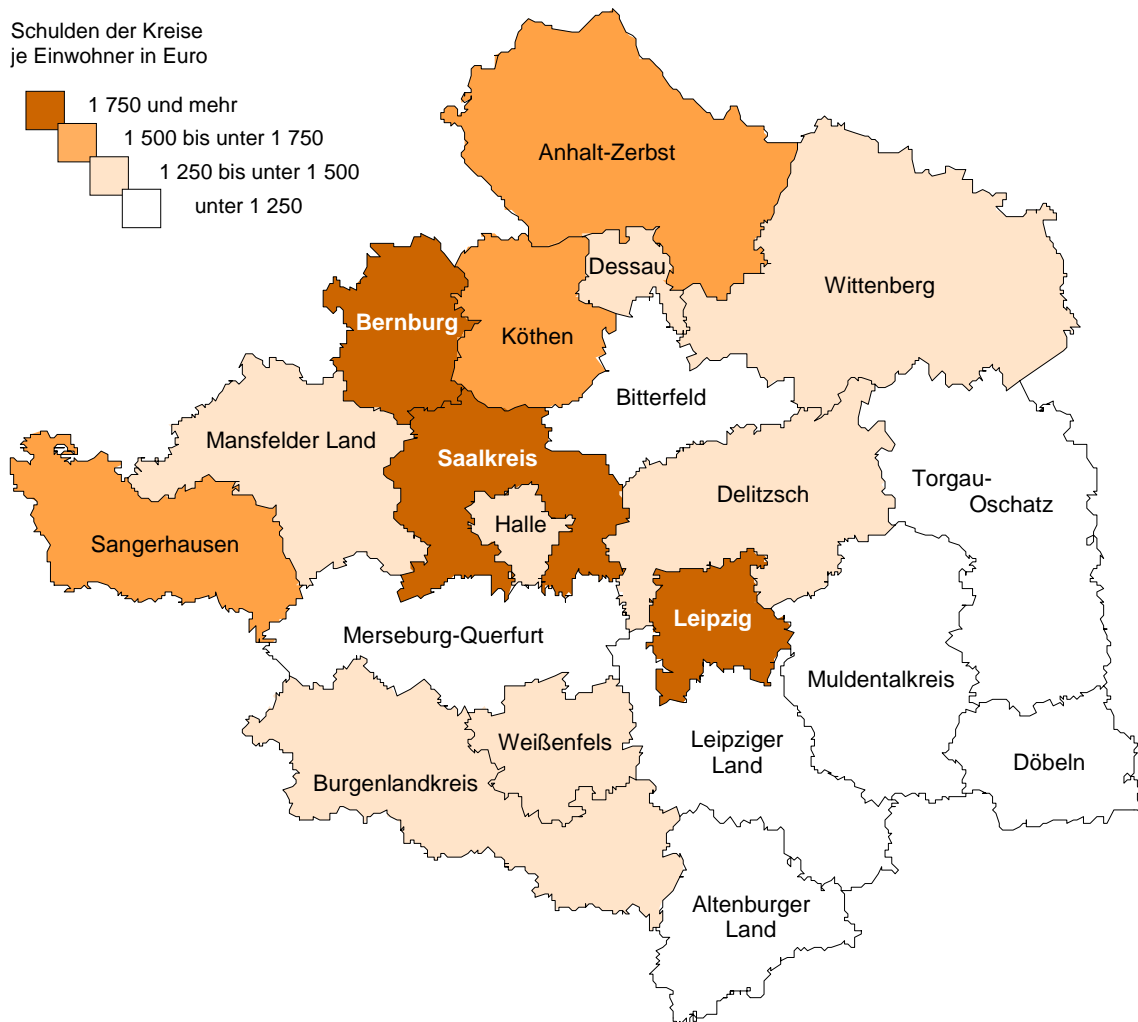 Schulden der Kreise
je Einwohner in Euro
1 750 und mehr
1 500 bis unter 1 750
1 250 bis unter 1 500
unter 1 250
Anhalt-Zerbst
Dessau
Wittenberg
Bernburg
Köthen
Bitterfeld
Mansfelder Land
Saalkreis
Delitzsch
Torgau-
Oschatz
Halle
Sangerhausen
Leipzig
Merseburg-Querfurt
Muldentalkreis
Weißenfels
Leipziger
Land
Döbeln
Burgenlandkreis
Altenburger
Land